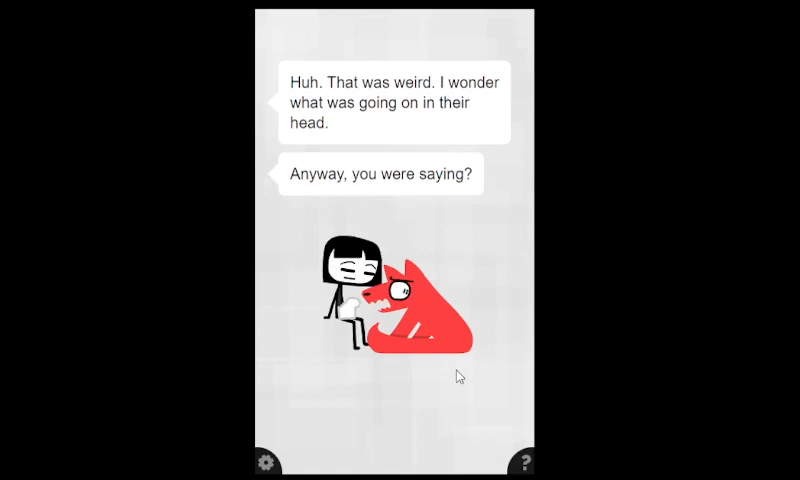 Huh. That was weird. I wonder
what was going on in their
head.
Anyway, you were saying?
?